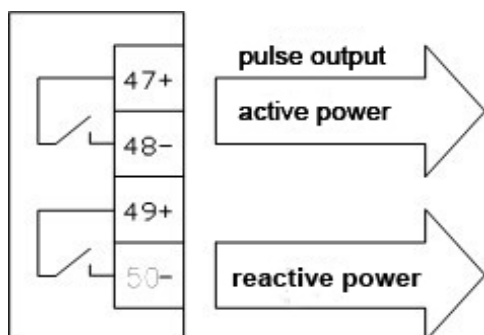 47+
48-
49+
50-
pulse output
active power
reactive power